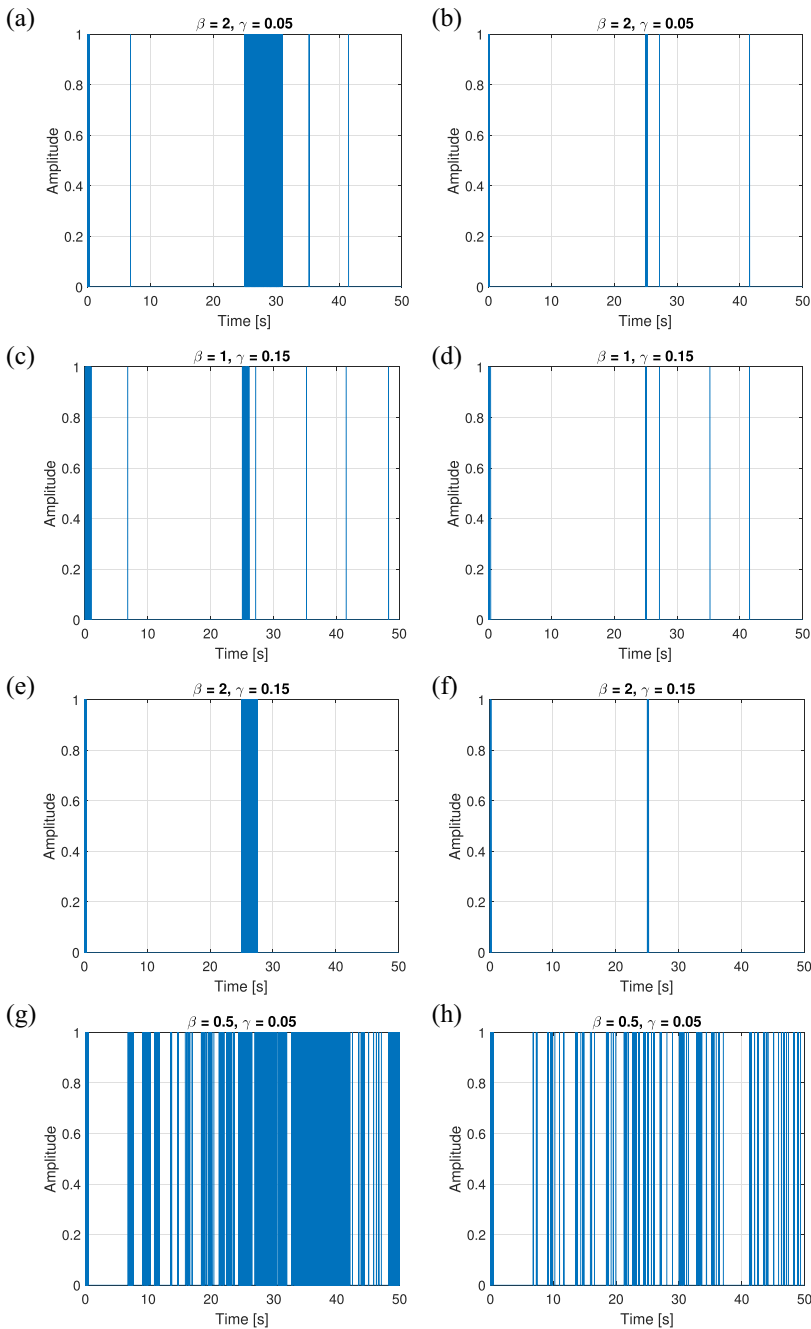 (a)
β = 2, γ = 0.05
Amplitude
1
0.8
0.6
0.4
0.2
0
0 10 20 30 40 50
Time [s]
(b)
β = 2, γ = 0.05
Amplitude
1
0.8
0.6
0.4
0.2
0
0 10 20 30 40 50
Time [s]
(c)
β = 1, γ = 0.15
Amplitude
1
0.8
0.6
0.4
0.2
0
0 10 20 30 40 50
Time [s]
(d)
β = 1, γ = 0.15
Amplitude
1
0.8
0.6
0.4
0.2
0
0 10 20 30 40 50
Time [s]
(e)
β = 2, γ = 0.15
Amplitude
1
0.8
0.6
0.4
0.2
0
0 10 20 30 40 50
Time [s]
(f)
β = 2, γ = 0.15
Amplitude
1
0.8
0.6
0.4
0.2
0
0 10 20 30 40 50
Time [s]
(g)
β = 0.5, γ = 0.05
Amplitude
1
0.8
0.6
0.4
0.2
0
0 10 20 30 40 50
Time [s]
(h)
β = 0.5, γ = 0.05
Amplitude
1
0.8
0.6
0.4
0.2
0
0 10 20 30 40 50
Time [s]